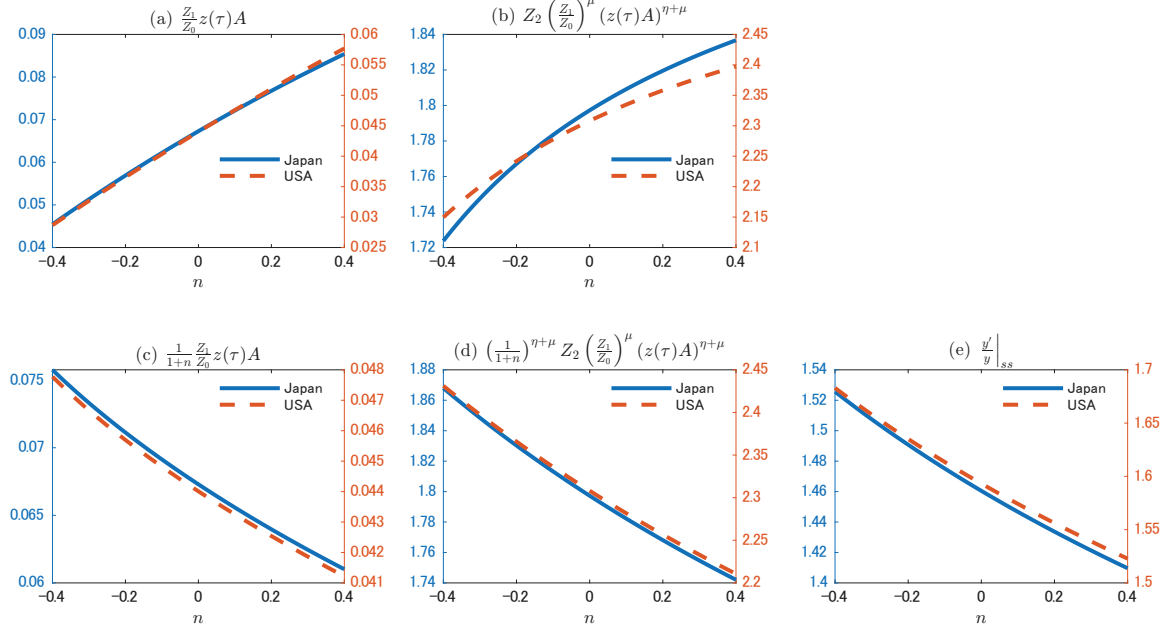 (a) $\frac{Z_1}{Z_0} z(\tau)A$
0.09
0.08
0.07
0.06
0.05
0.04
−0.4 −0.2 0 0.2 0.4
n
0.06
0.055
0.05
0.045
0.04
0.035
0.03
0.025
Japan
USA
(b) $Z_2 \left(\frac{Z_1}{Z_0}\right)^{\mu} (z(\tau)A)^{\eta+\mu}$
1.84
1.82
1.8
1.78
1.76
1.74
1.72
−0.4 −0.2 0 0.2 0.4
n
2.45
2.4
2.35
2.3
2.25
2.2
2.15
2.1
Japan
USA
(c) $\frac{1}{1+n} \frac{Z_1}{Z_0} z(\tau)A$
0.075
0.07
0.065
0.06
−0.4 −0.2 0 0.2 0.4
n
0.048
0.047
0.046
0.045
0.044
0.043
0.042
0.041
Japan
USA
(d) $\left(\frac{1}{1+n}\right)^{\eta+\mu} Z_2 \left(\frac{Z_1}{Z_0}\right)^{\mu} (z(\tau)A)^{\eta+\mu}$
1.88
1.86
1.84
1.82
1.8
1.78
1.76
1.74
−0.4 −0.2 0 0.2 0.4
n
2.45
2.4
2.35
2.3
2.25
2.2
Japan
USA
(e) $\left.\frac{y'}{y}\right|_{ss}$
1.54
1.52
1.5
1.48
1.46
1.44
1.42
1.4
−0.4 −0.2 0 0.2 0.4
n
1.7
1.65
1.6
1.55
1.5
Japan
USA